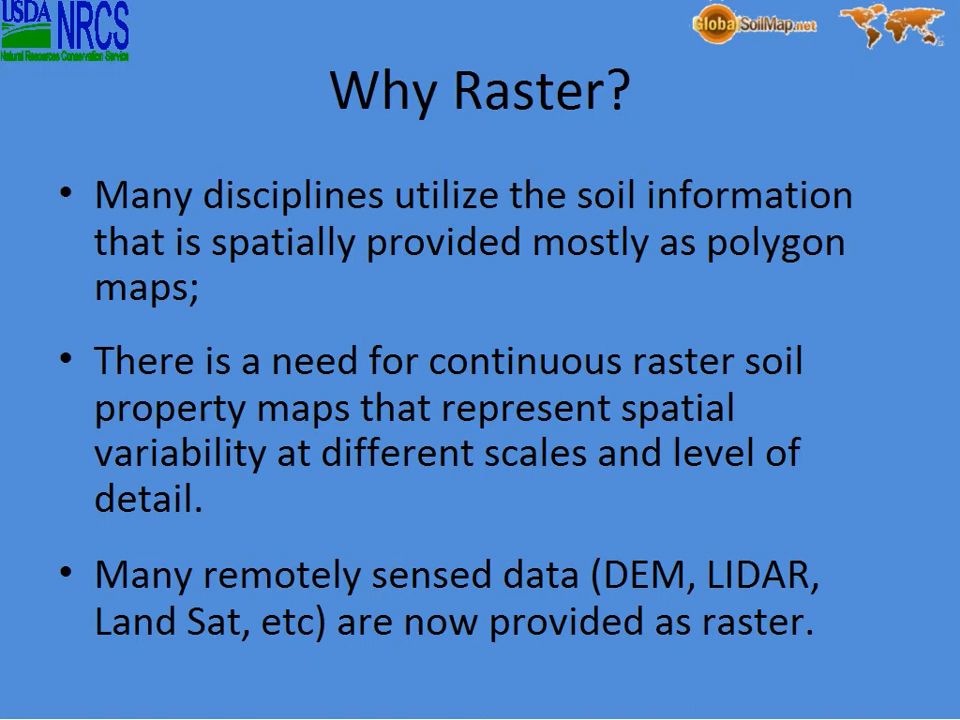 USDA NRCS
Natural Resources Conservation Service
GlobalSoilMap.net
Why Raster?
• Many disciplines utilize the soil information
that is spatially provided mostly as polygon
maps;
• There is a need for continuous raster soil
property maps that represent spatial
variability at different scales and level of
detail.
• Many remotely sensed data (DEM, LIDAR,
Land Sat, etc) are now provided as raster.